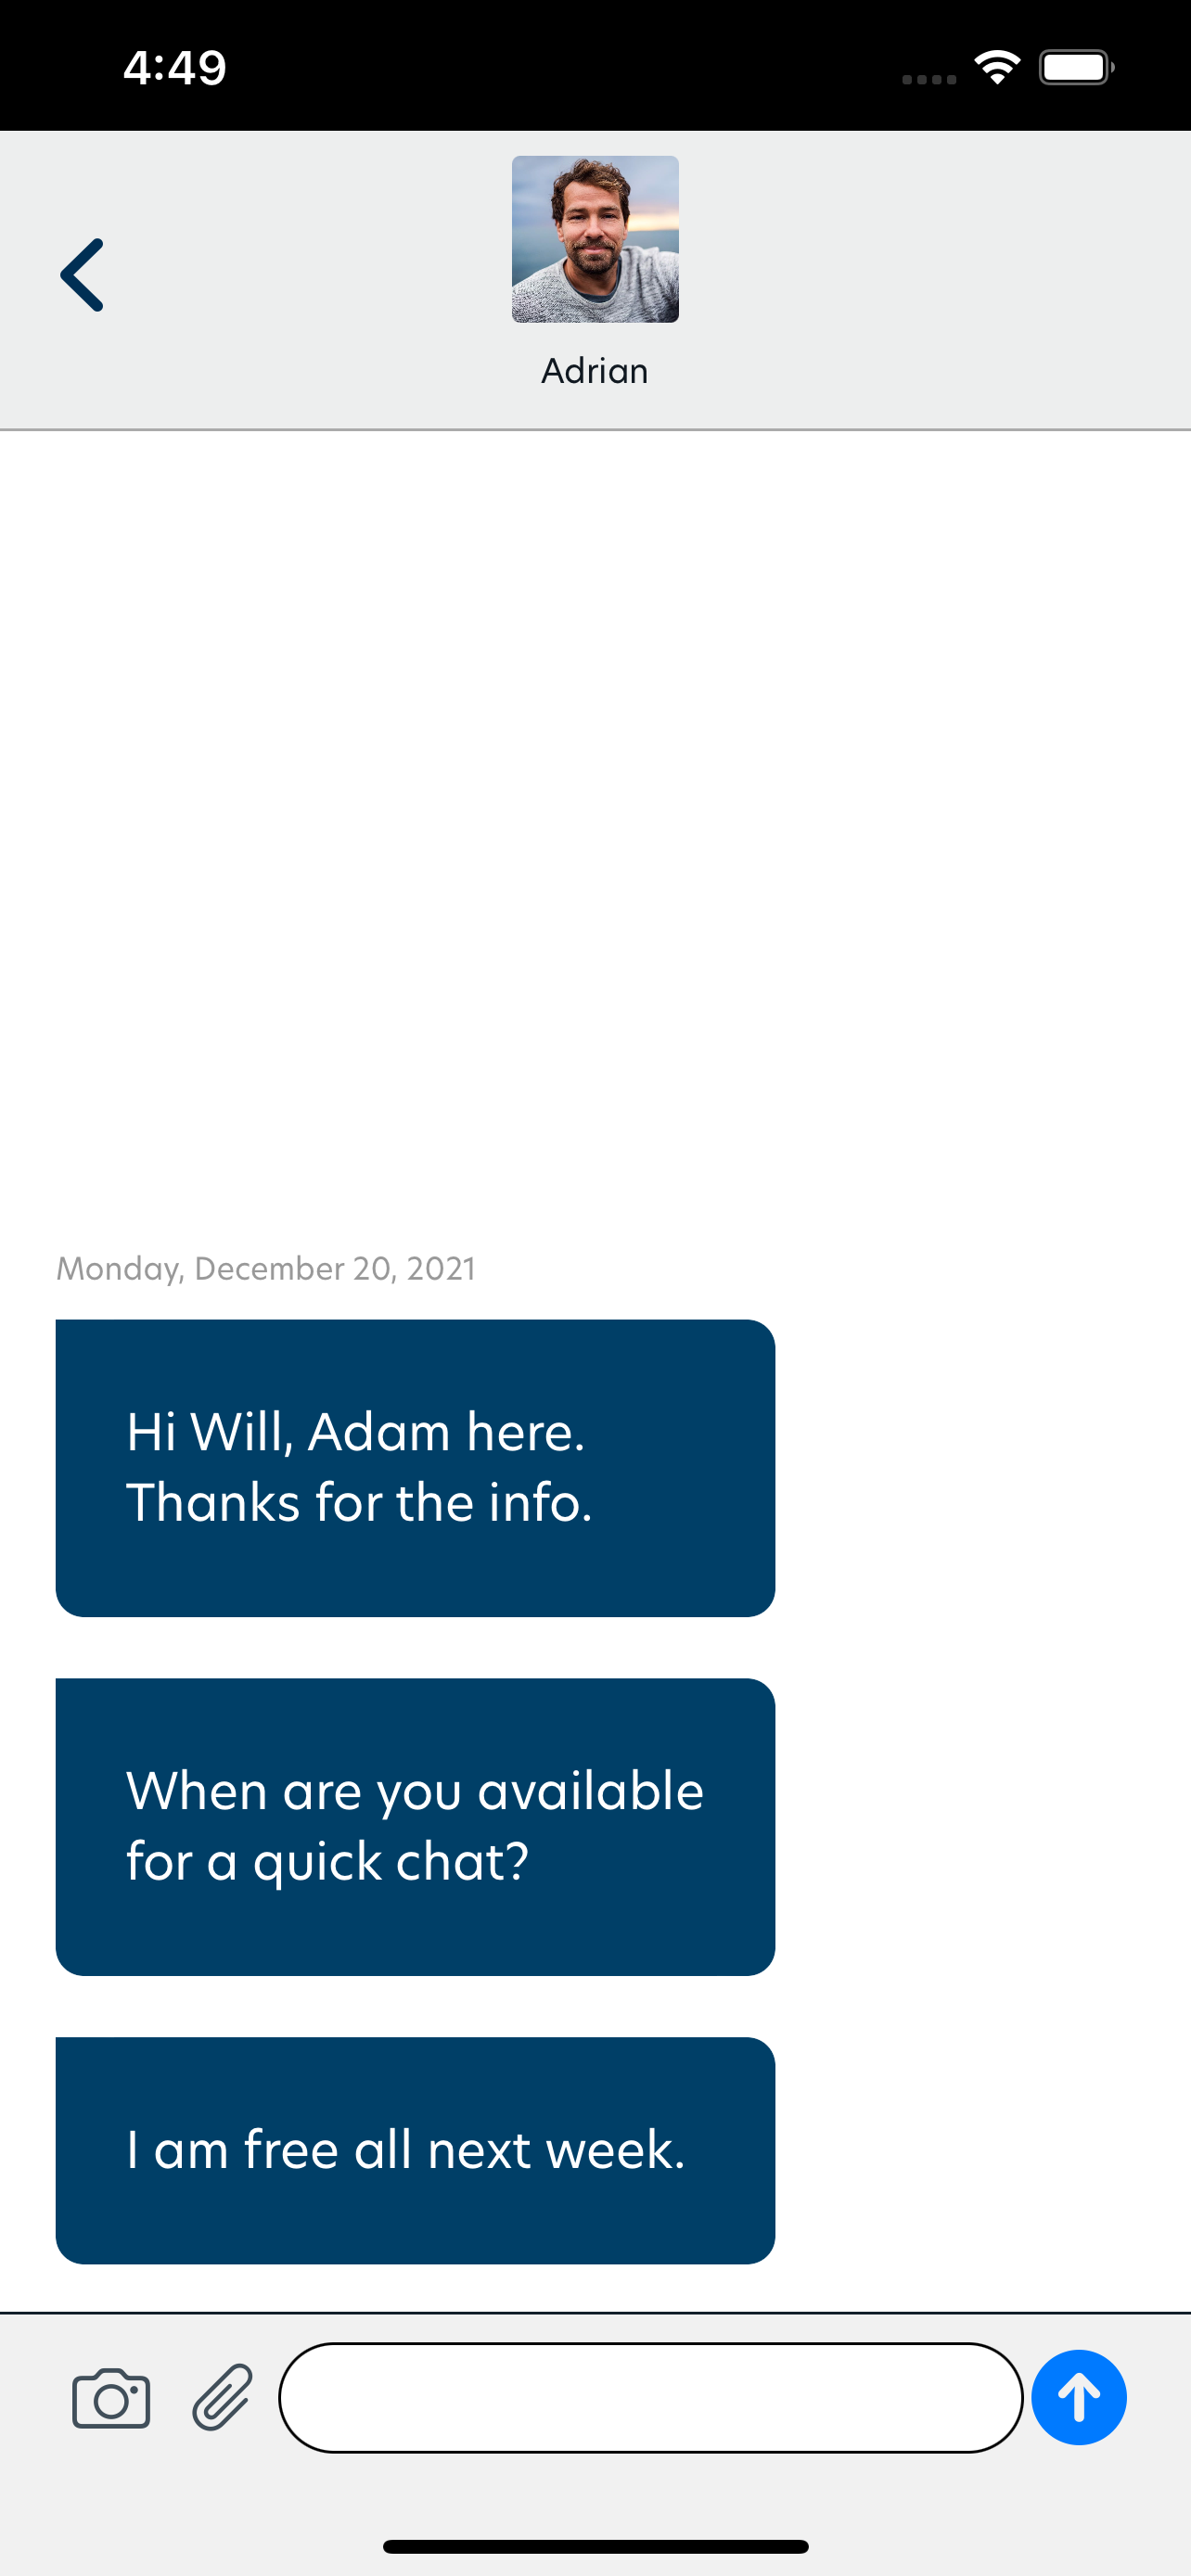 4:49
Adrian
Monday, December 20, 2021
Hi Will, Adam here.
Thanks for the info.
When are you available
for a quick chat?
I am free all next week.